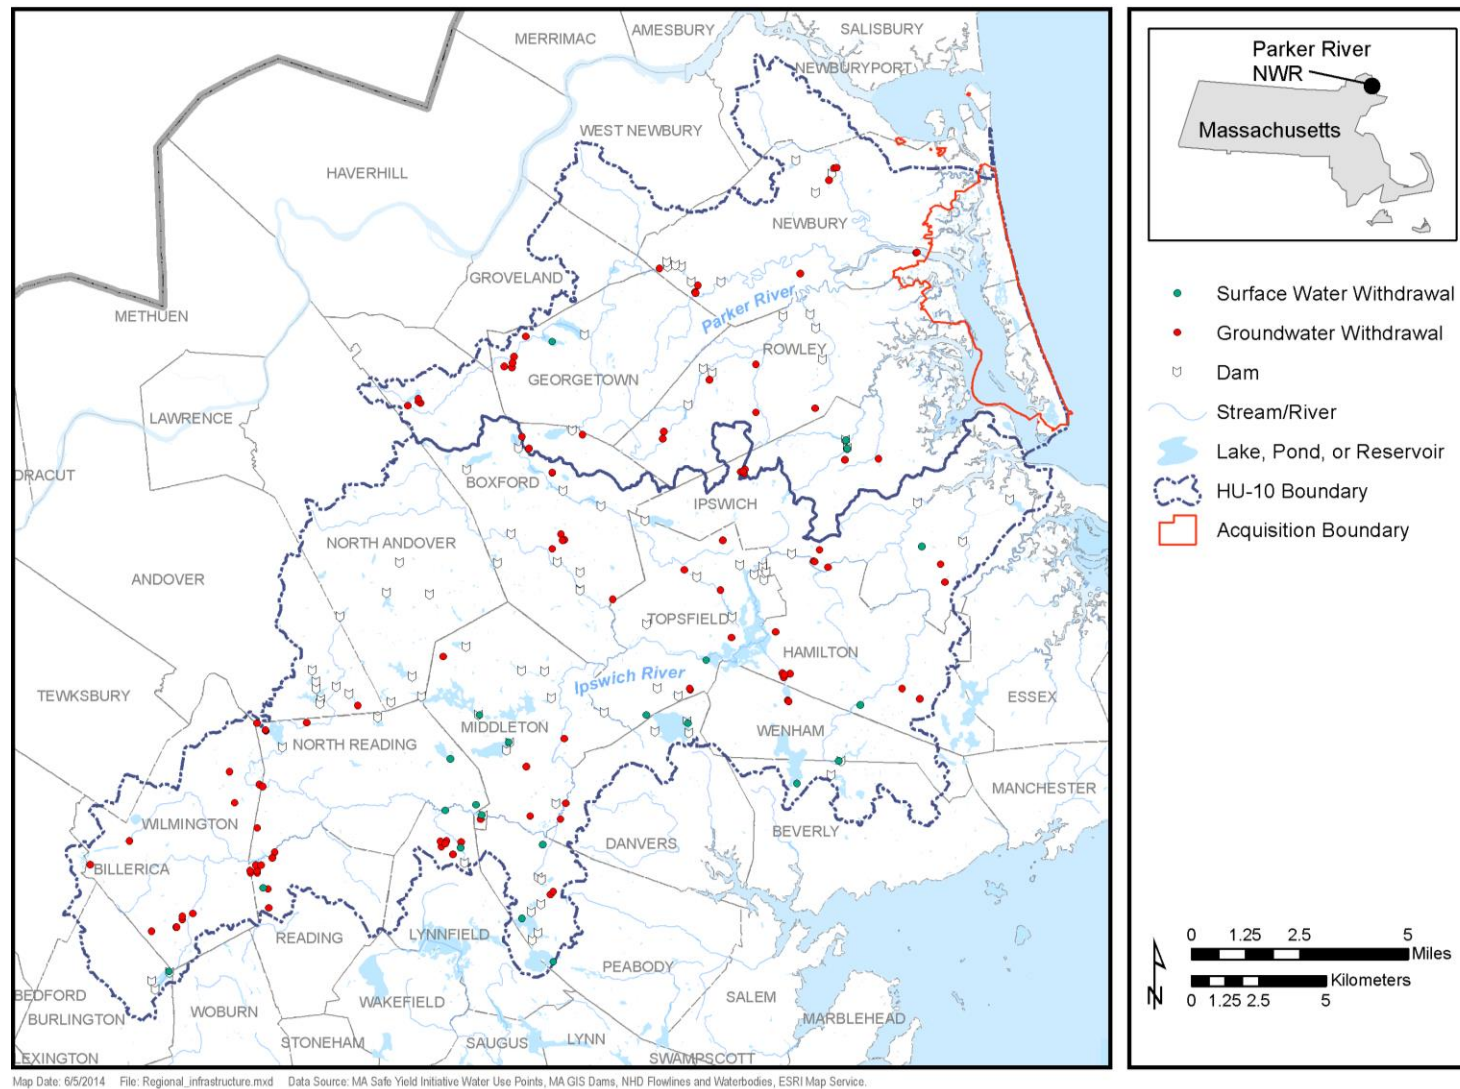 AMESBURY
SALISBURY
MERRIMAC
NEWBURYPORT
WEST NEWBURY
HAVERHILL
NEWBURY
GROVELAND
METHUEN
Parker River
ROWLEY
GEORGETOWN
LAWRENCE
DRACUT
BOXFORD
IPSWICH
NORTH ANDOVER
ANDOVER
TOPSFIELD
HAMILTON
Ipswich River
TEWKSBURY
ESSEX
MIDDLETON
WENHAM
NORTH READING
MANCHESTER
WILMINGTON
BEVERLY
DANVERS
BILLERICA
READING
LYNNFIELD
PEABODY
BEDFORD
SALEM
WAKEFIELD
WOBURN
BURLINGTON
MARBLEHEAD
STONEHAM
SAUGUS
LYNN
LEXINGTON
SWAMPSCOTT
Parker River
NWR
Massachusetts
Surface Water Withdrawal
Groundwater Withdrawal
Dam
Stream/River
Lake, Pond, or Reservoir
HU-10 Boundary
Acquisition Boundary
0 1.25 2.5 5
Miles
Kilometers
0 1.25 2.5 5
N
Map Date: 6/5/2014 File: Regional_infrastructure.mxd Data Source: MA Safe Yield Initiative Water Use Points, MA GIS Dams, NHD Flowlines and Waterbodies, ESRI Map Service.